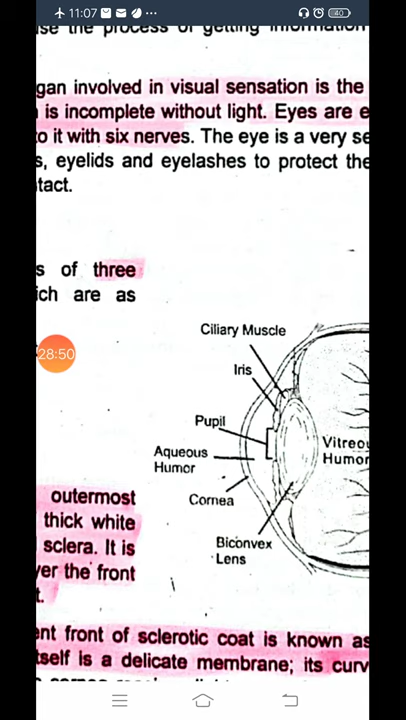 11:07
40
use the process of getting information
gan involved in visual sensation is the
is incomplete without light. Eyes are e
to it with six nerves. The eye is a very se
s, eyelids and eyelashes to protect the
tact.
s of three
ich are as
28:50
Ciliary Muscle
Iris
Pupil
Aqueous
Humor
Vitreou
Humor
Cornea
Biconvex
Lens
outermost
thick white
sclera. It is
ver the front
t.
ent front of sclerotic coat is known as
tself is a delicate membrane; its curv